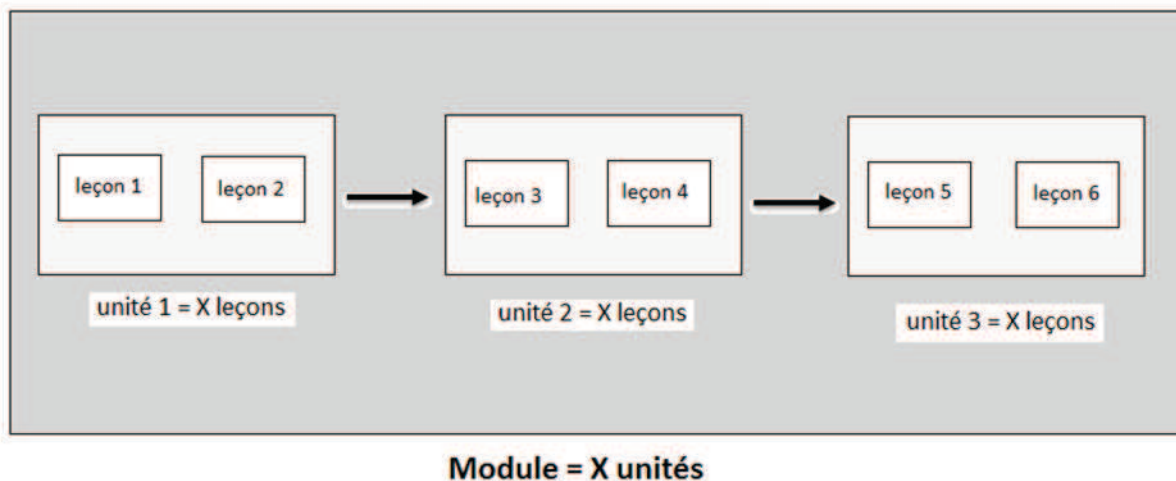 leçon 1
leçon 2
leçon 3
leçon 4
leçon 5
leçon 6
unité 1 = X leçons
unité 2 = X leçons
unité 3 = X leçons
Module = X unités